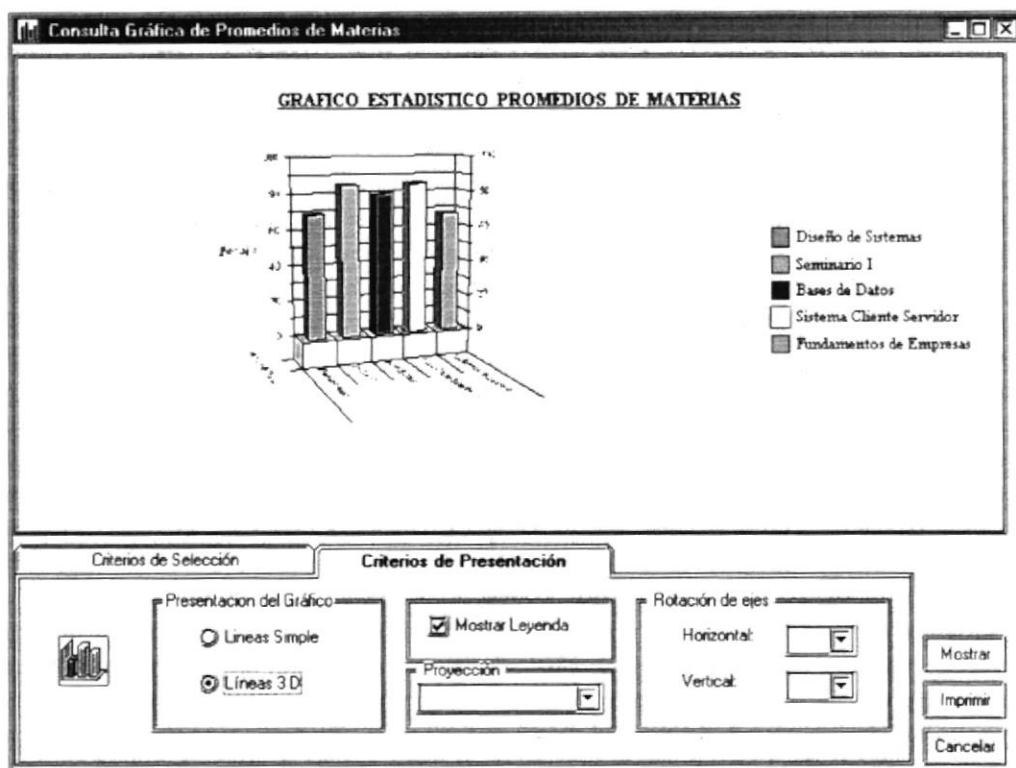 Consulta Gráfica de Promedios de Materias
GRAFICO ESTADISTICO PROMEDIOS DE MATERIAS
Diseño de Sistemas
Seminario I
Bases de Datos
Sistema Cliente Servidor
Fundamentos de Empresas
Criterios de Selección
Criterios de Presentación
Presentacion del Gráfico
Lineas Simple
Líneas 3D
Mostrar Leyenda
Proyección
Rotación de ejes
Horizontal:
Vertical:
Mostrar
Imprimir
Cancelar